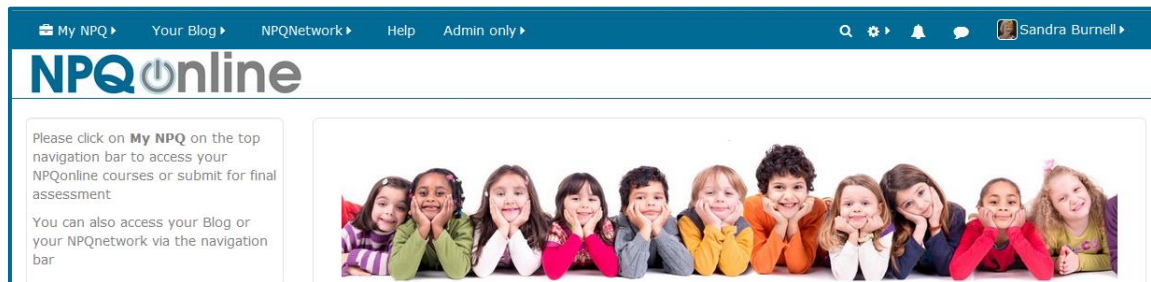 My NPQ Your Blog NPQNetwork Help Admin only Sandra Burnell
NPQonline
Please click on My NPQ on the top
navigation bar to access your
NPQonline courses or submit for final
assessment
You can also access your Blog or
your NPQnetwork via the navigation
bar